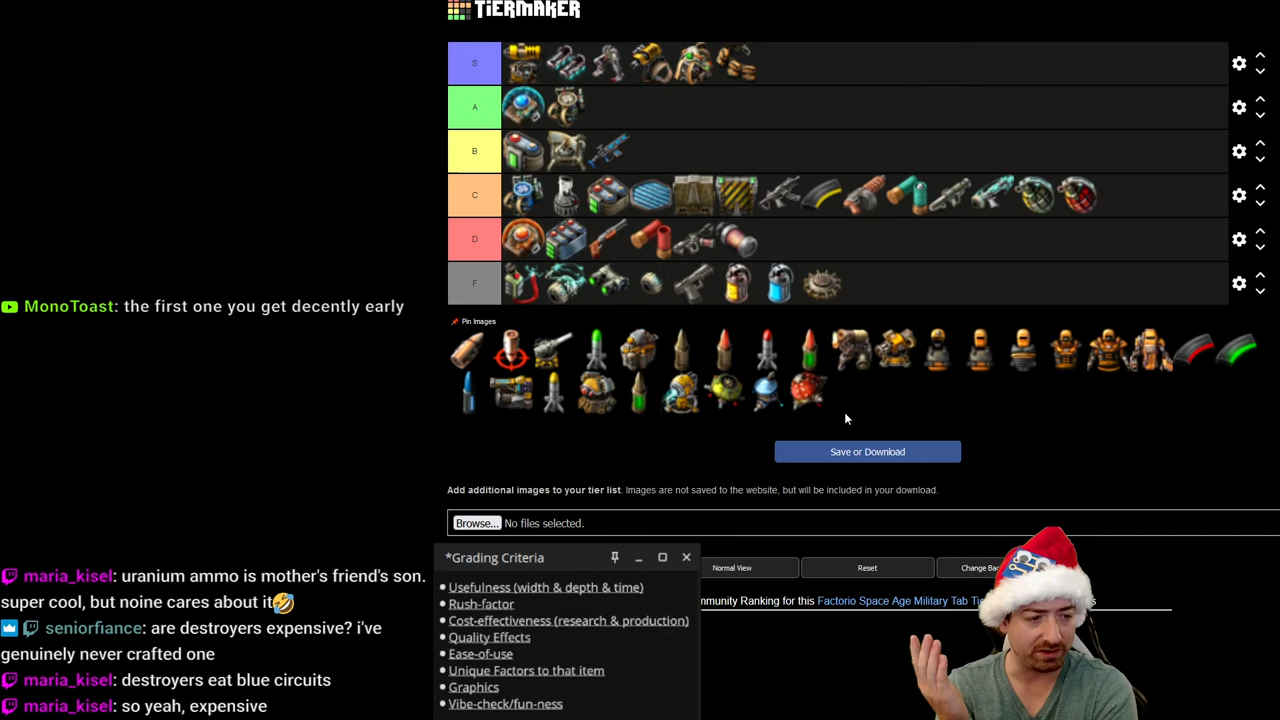 TiERMAKER
S
A
B
C
D
F
MonoToast: the first one you get decently early
Pin Images
Save or Download
Add additional images to your tier list. Images are not saved to the website, but will be included in your download.
Browse... No files selected.
*Grading Criteria
Usefulness (width & depth & time)
Rush-factor
Cost-effectiveness (research & production)
Quality Effects
Ease-of-use
Unique Factors to that item
Graphics
Vibe-check/fun-ness
Normal View
Reset
Change Bac
mmunity Ranking for this Factorio Space Age Military Tab Tie
maria_kisel: uranium ammo is mother's friend's son.
super cool, but noine cares about it🤣
seniorfiance: are destroyers expensive? i've
genuinely never crafted one
maria_kisel: destroyers eat blue circuits
maria_kisel: so yeah, expensive